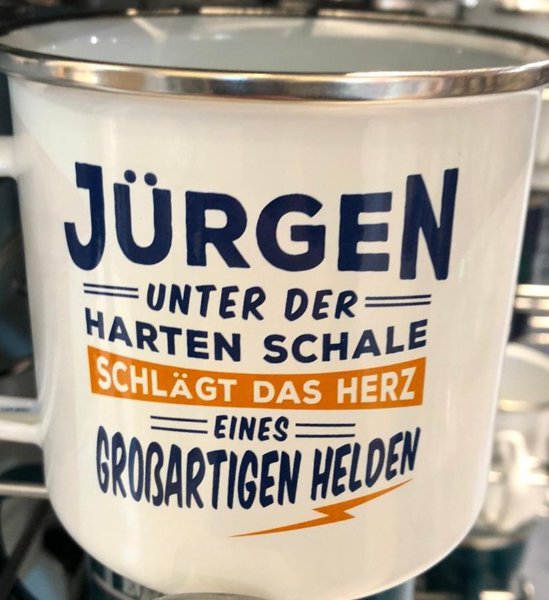 JÜRGEN
UNTER DER
HARTEN SCHALE
SCHLÄGT DAS HERZ
EINES
GROßARTIGEN HELDEN